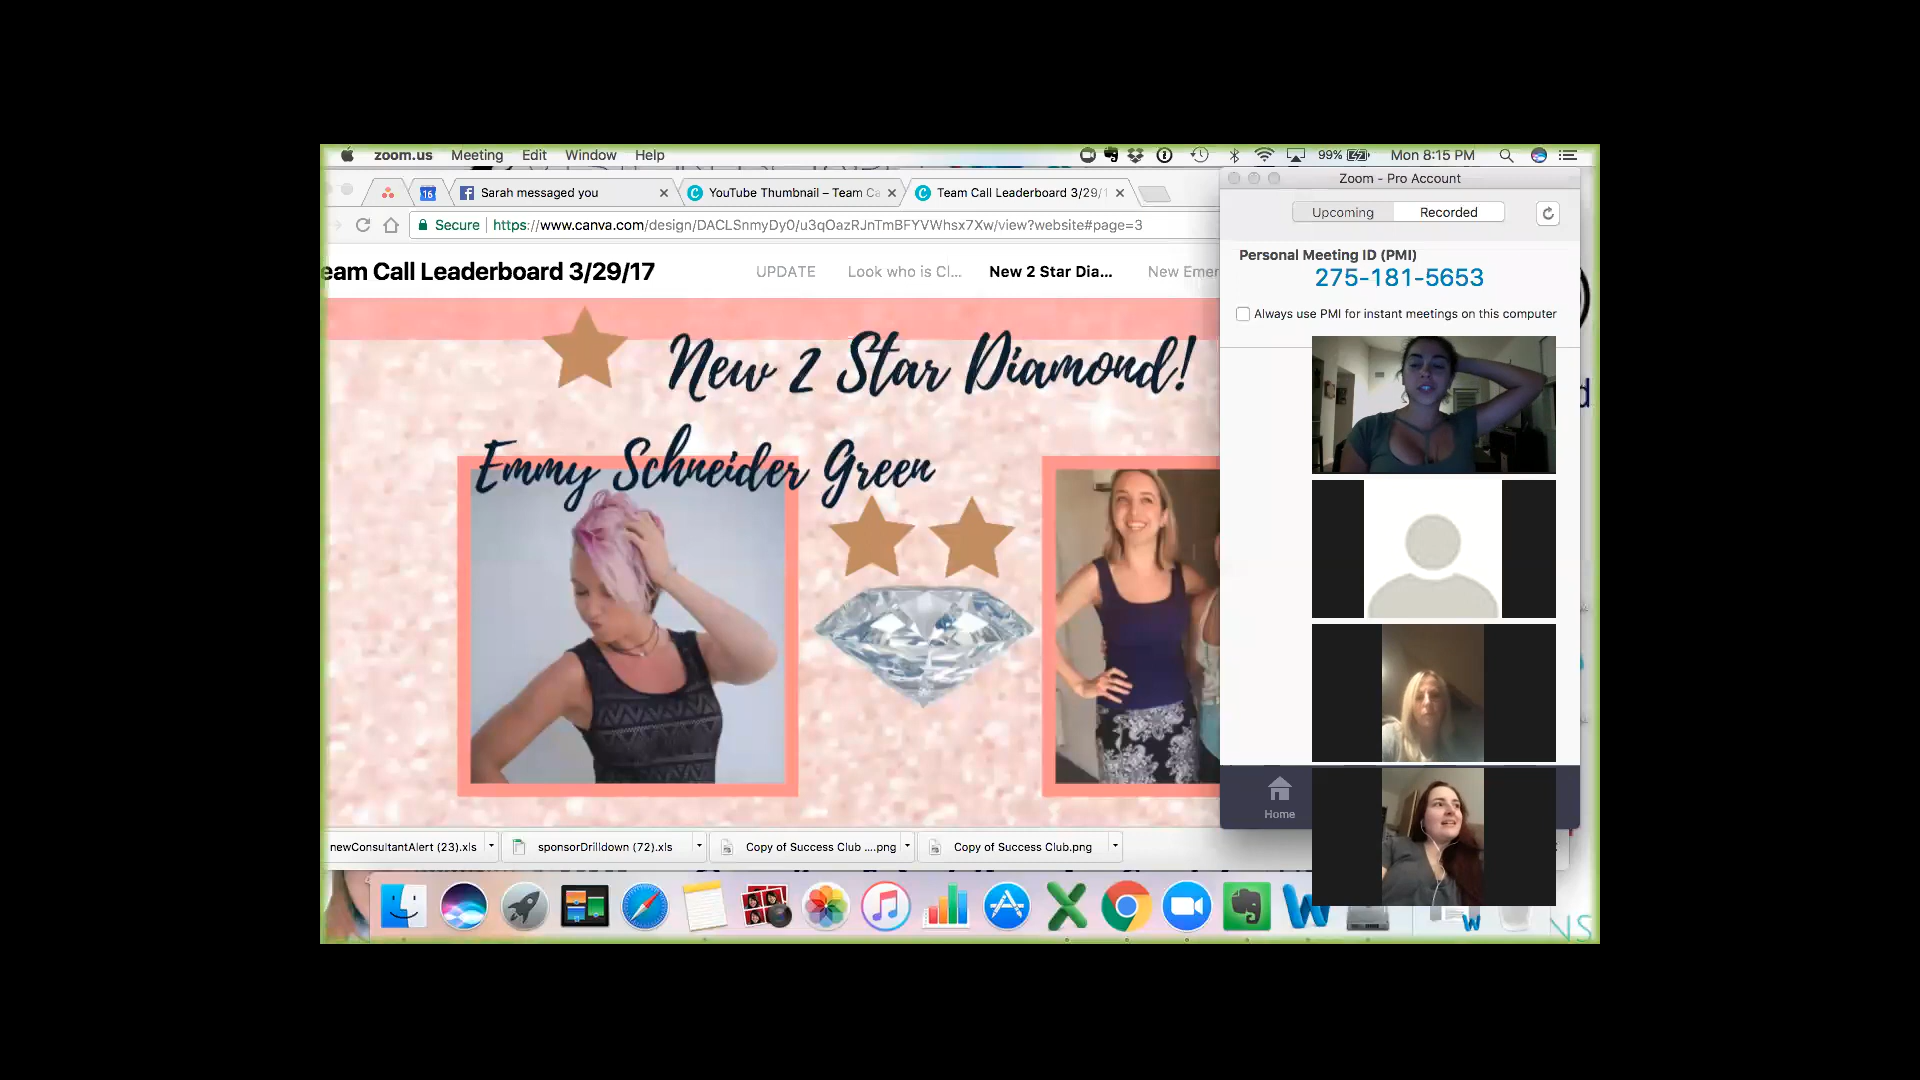 zoom.us Meeting Edit Window Help 99% Mon 8:15 PM
16 Sarah messaged you YouTube Thumbnail – Team Ca Team Call Leaderboard 3/29/1
Secure https://www.canva.com/design/DACLSnmyDy0/u3qOazRJnTmBFYVWhsx7Xw/view?website#page=3
eam Call Leaderboard 3/29/17 UPDATE Look who is Cl... New 2 Star Dia... New Emer
New 2 Star Diamond!
Emmy Schneider Green
Zoom - Pro Account
Upcoming Recorded
Personal Meeting ID (PMI)
275-181-5653
Always use PMI for instant meetings on this computer
Home
newConsultantAlert (23).xls sponsorDrilldown (72).xls Copy of Success Club ....png Copy of Success Club.png
NS